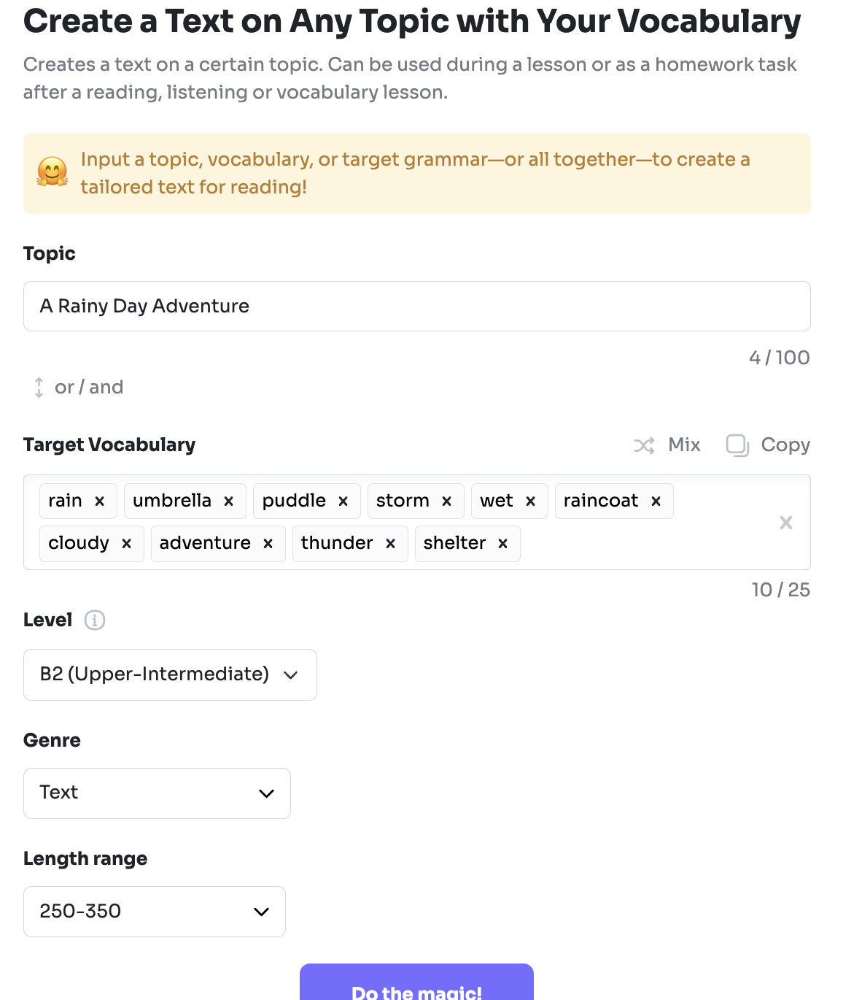 Create a Text on Any Topic with Your Vocabulary
Creates a text on a certain topic. Can be used during a lesson or as a homework task
after a reading, listening or vocabulary lesson.
Input a topic, vocabulary, or target grammar—or all together—to create a
tailored text for reading!
Topic
A Rainy Day Adventure
4 / 100
or / and
Target Vocabulary Mix Copy
rain x umbrella x puddle x storm x wet x raincoat x
cloudy x adventure x thunder x shelter x
x
10 / 25
Level i
B2 (Upper-Intermediate)
Genre
Text
Length range
250-350
Do the magic!